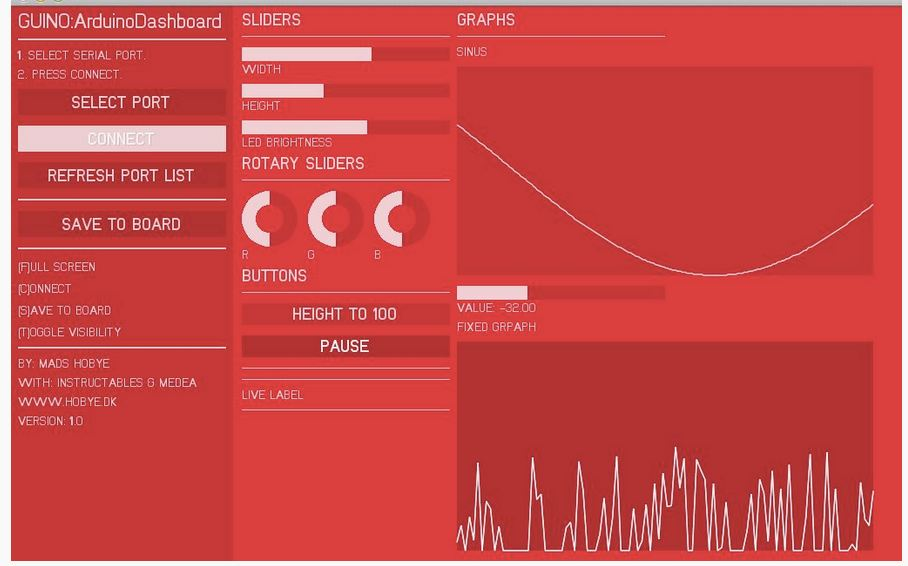 GUINO:ArduinoDashboard
1. SELECT SERIAL PORT.
2. PRESS CONNECT.
SELECT PORT
CONNECT
REFRESH PORT LIST
SAVE TO BOARD
(F)ULL SCREEN
(C)ONNECT
(S)AVE TO BOARD
(T)OGGLE VISIBILITY
BY: MADS HOBYE
WITH: INSTRUCTABLES & MEDEA
WWW.HOBYE.DK
VERSION: 1.0
SLIDERS
WIDTH
HEIGHT
LED BRIGHTNESS
ROTARY SLIDERS
R G B
BUTTONS
HEIGHT TO 100
PAUSE
LIVE LABEL
GRAPHS
SINUS
VALUE: -32.00
FIXED GRPAPH